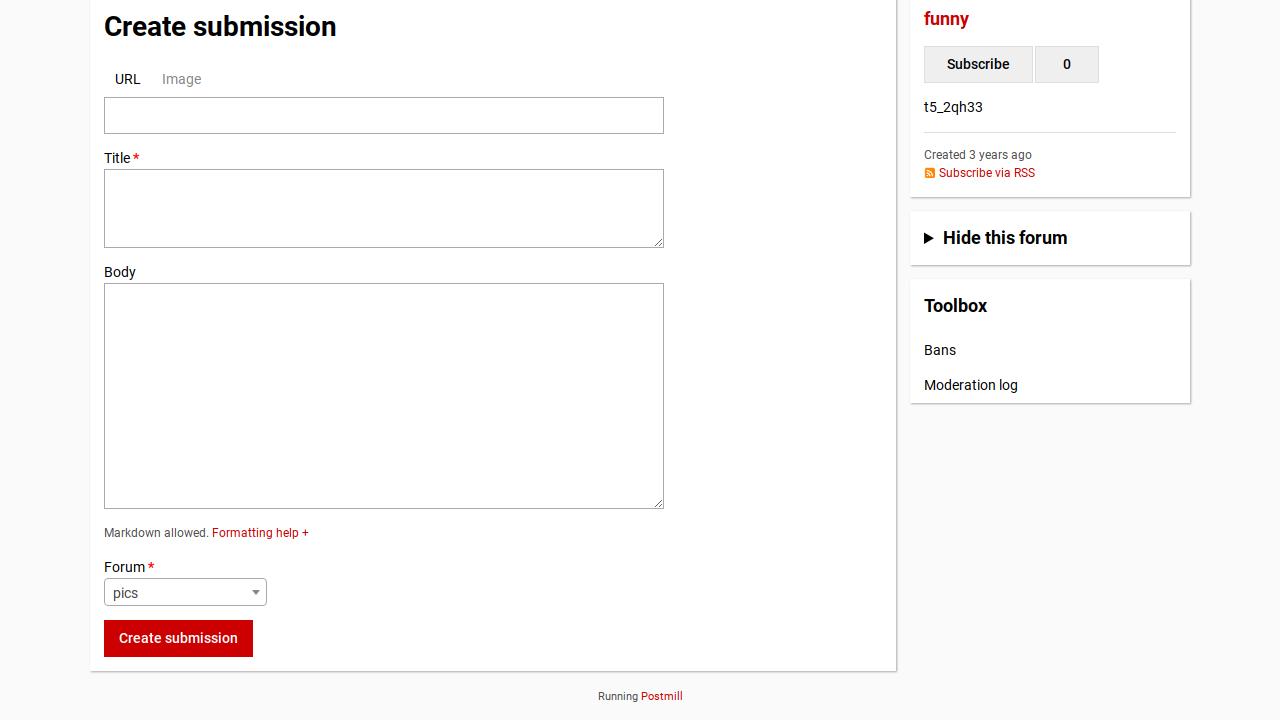 Create submission
URL
Image
Title *
Body
Markdown allowed. Formatting help +
Forum *
pics
Create submission
funny
Subscribe
0
t5_2qh33
Created 3 years ago
Subscribe via RSS
Hide this forum
Toolbox
Bans
Moderation log
Running Postmill